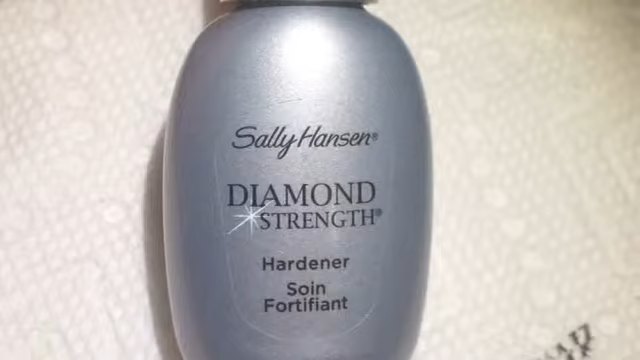 Sally Hansen®
DIAMOND
STRENGTH®
Hardener
Soin
Fortifiant